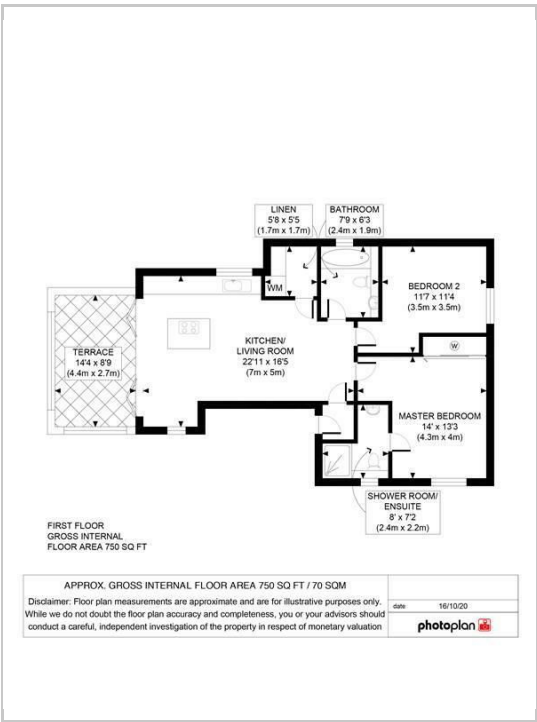 LINEN
5'8 x 5'5
(1.7m x 1.7m)
BATHROOM
7'9 x 6'3
(2.4m x 1.9m)
WM
BEDROOM 2
11'7 x 11'4
(3.5m x 3.5m)
W
TERRACE
14'4 x 8'9
(4.4m x 2.7m)
KITCHEN/
LIVING ROOM
22'11 x 16'5
(7m x 5m)
MASTER BEDROOM
14' x 13'3
(4.3m x 4m)
SHOWER ROOM/
ENSUITE
8' x 7'2
(2.4m x 2.2m)
FIRST FLOOR
GROSS INTERNAL
FLOOR AREA 750 SQ FT
APPROX. GROSS INTERNAL FLOOR AREA 750 SQ FT / 70 SQM
Disclaimer: Floor plan measurements are approximate and are for illustrative purposes only.
While we do not doubt the floor plan accuracy and completeness, you or your advisors should
conduct a careful, independent investigation of the property in respect of monetary valuation
date 16/10/20
photoplan